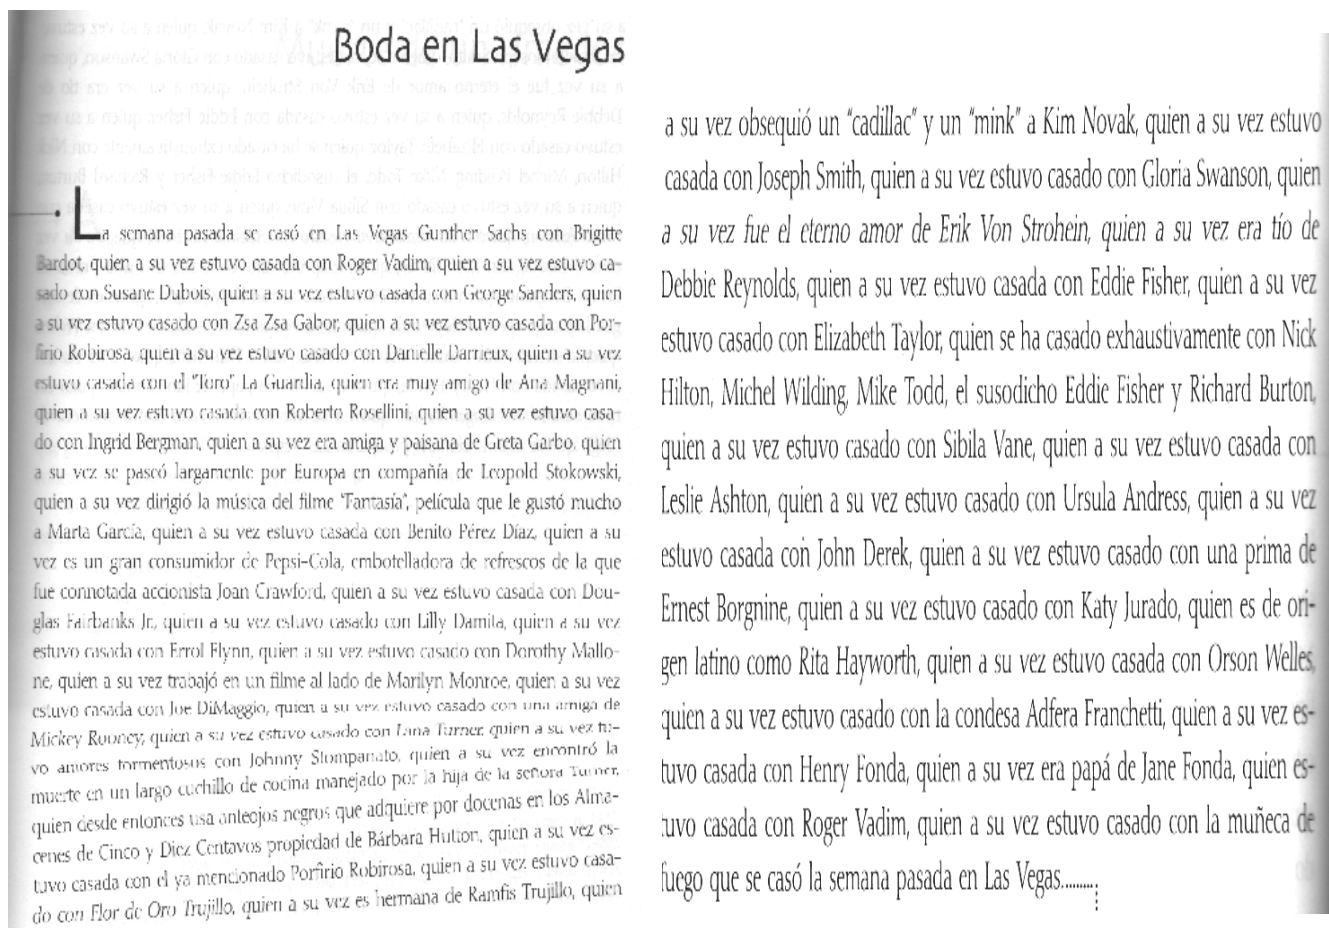 Boda en Las Vegas
La semana pasada se casó en Las Vegas Gunther Sachs con Brigitte
Bardot, quien a su vez estuvo casada con Roger Vadim, quien a su vez estuvo ca-
sado con Susane Dubois, quien a su vez estuvo casada con George Sanders, quien
a su vez estuvo casado con Zsa Zsa Gabor, quien a su vez estuvo casada con Por-
firio Robirosa, quien a su vez estuvo casado con Danielle Darrieux, quien a su vez
estuvo casada con el "Toro" La Guardia, quien era muy amigo de Ana Magnani,
quien a su vez estuvo casada con Roberto Rosellini, quien a su vez estuvo casa-
do con Ingrid Bergman, quien a su vez era amiga y paisana de Greta Garbo, quien
a su vez se paseó largamente por Europa en compañía de Leopold Stokowski,
quien a su vez dirigió la música del filme "Fantasía", película que le gustó mucho
a Marta García, quien a su vez estuvo casada con Benito Pérez Díaz, quien a su
vez es un gran consumidor de Pepsi-Cola, embotelladora de refrescos de la que
fue connotada accionista Joan Crawford, quien a su vez estuvo casada con Dou-
glas Fairbanks Jr., quien a su vez estuvo casado con Lilly Damita, quien a su vez
estuvo casada con Errol Flynn, quien a su vez estuvo casado con Dorothy Mallo-
ne, quien a su vez trabajó en un filme al lado de Marilyn Monroe, quien a su vez
estuvo casada con Joe DiMaggio, quien a su vez estuvo casado con una amiga de
Mickey Rooney, quien a su vez estuvo casado con Lana Turner, quien a su vez tu-
vo amores tormentosos con Johnny Stompanato, quien a su vez encontró la
muerte en un largo cuchillo de cocina manejado por la hija de la señora Turner,
quien desde entonces usa anteojos negros que adquiere por docenas en los Alma-
cenes de Cinco y Diez Centavos propiedad de Bárbara Hutton, quien a su vez es-
tuvo casada con el ya mencionado Porfirio Robirosa, quien a su vez estuvo casa-
do con Flor de Oro Trujillo, quien a su vez es hermana de Ramfis Trujillo, quien
a su vez obsequió un "cadillac" y un "mink" a Kim Novak, quien a su vez estuvo
casada con Joseph Smith, quien a su vez estuvo casado con Gloria Swanson, quien
a su vez fue el eterno amor de Erik Von Strohein, quien a su vez era tío de
Debbie Reynolds, quien a su vez estuvo casada con Eddie Fisher, quien a su vez
estuvo casado con Elizabeth Taylor, quien se ha casado exhaustivamente con Nick
Hilton, Michel Wilding, Mike Todd, el susodicho Eddie Fisher y Richard Burton,
quien a su vez estuvo casado con Sibila Vane, quien a su vez estuvo casada con
Leslie Ashton, quien a su vez estuvo casado con Ursula Andress, quien a su vez
estuvo casada con John Derek, quien a su vez estuvo casado con una prima de
Ernest Borgnine, quien a su vez estuvo casado con Katy Jurado, quien es de ori-
gen latino como Rita Hayworth, quien a su vez estuvo casada con Orson Welles,
quien a su vez estuvo casado con la condesa Adfera Franchetti, quien a su vez es-
tuvo casada con Henry Fonda, quien a su vez era papá de Jane Fonda, quien es-
tuvo casada con Roger Vadim, quien a su vez estuvo casado con la muñeca de
fuego que se casó la semana pasada en Las Vegas.........